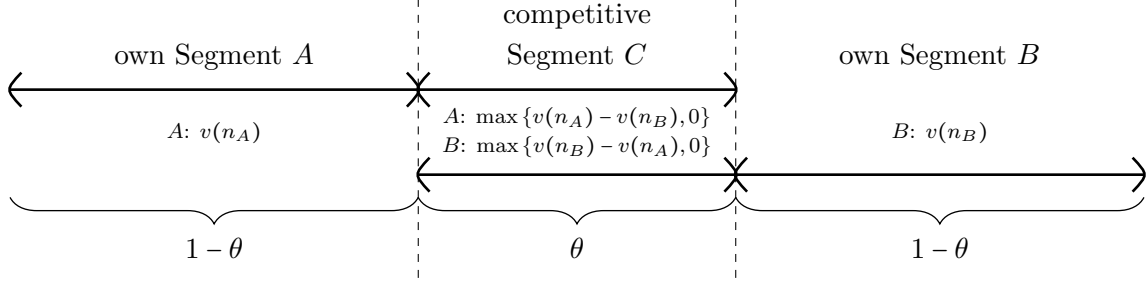 competitive
own Segment A
Segment C
own Segment B
A: v(n_A)
A: max {v(n_A) − v(n_B), 0}
B: max {v(n_B) − v(n_A), 0}
B: v(n_B)
1 − θ
θ
1 − θ